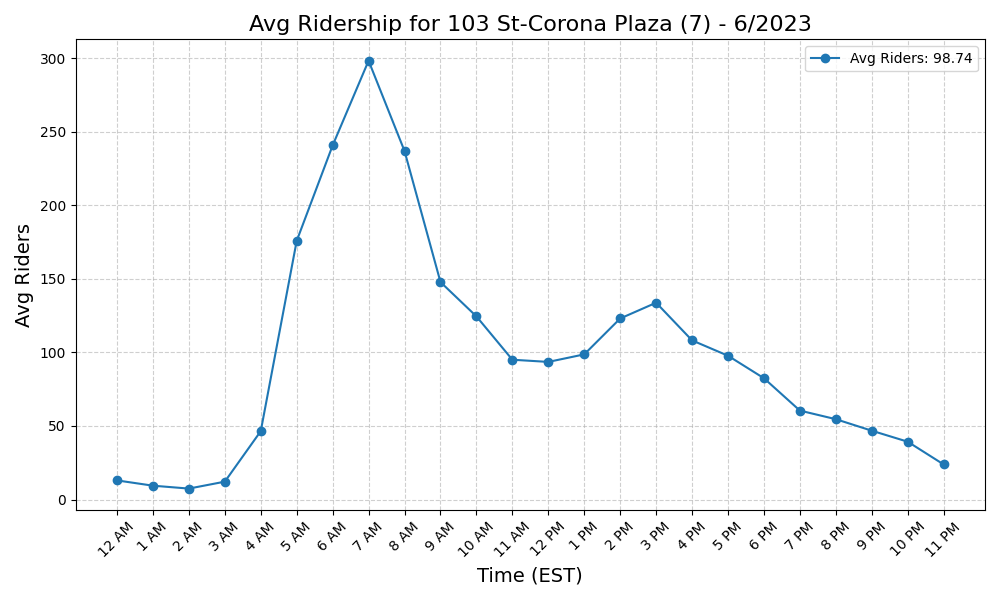 Avg Ridership for 103 St-Corona Plaza (7) - 6/2023
Avg Riders: 98.74
Avg Riders
300
250
200
150
100
50
0
12 AM
1 AM
2 AM
3 AM
4 AM
5 AM
6 AM
7 AM
8 AM
9 AM
10 AM
11 AM
12 PM
1 PM
2 PM
3 PM
4 PM
5 PM
6 PM
7 PM
8 PM
9 PM
10 PM
11 PM
Time (EST)